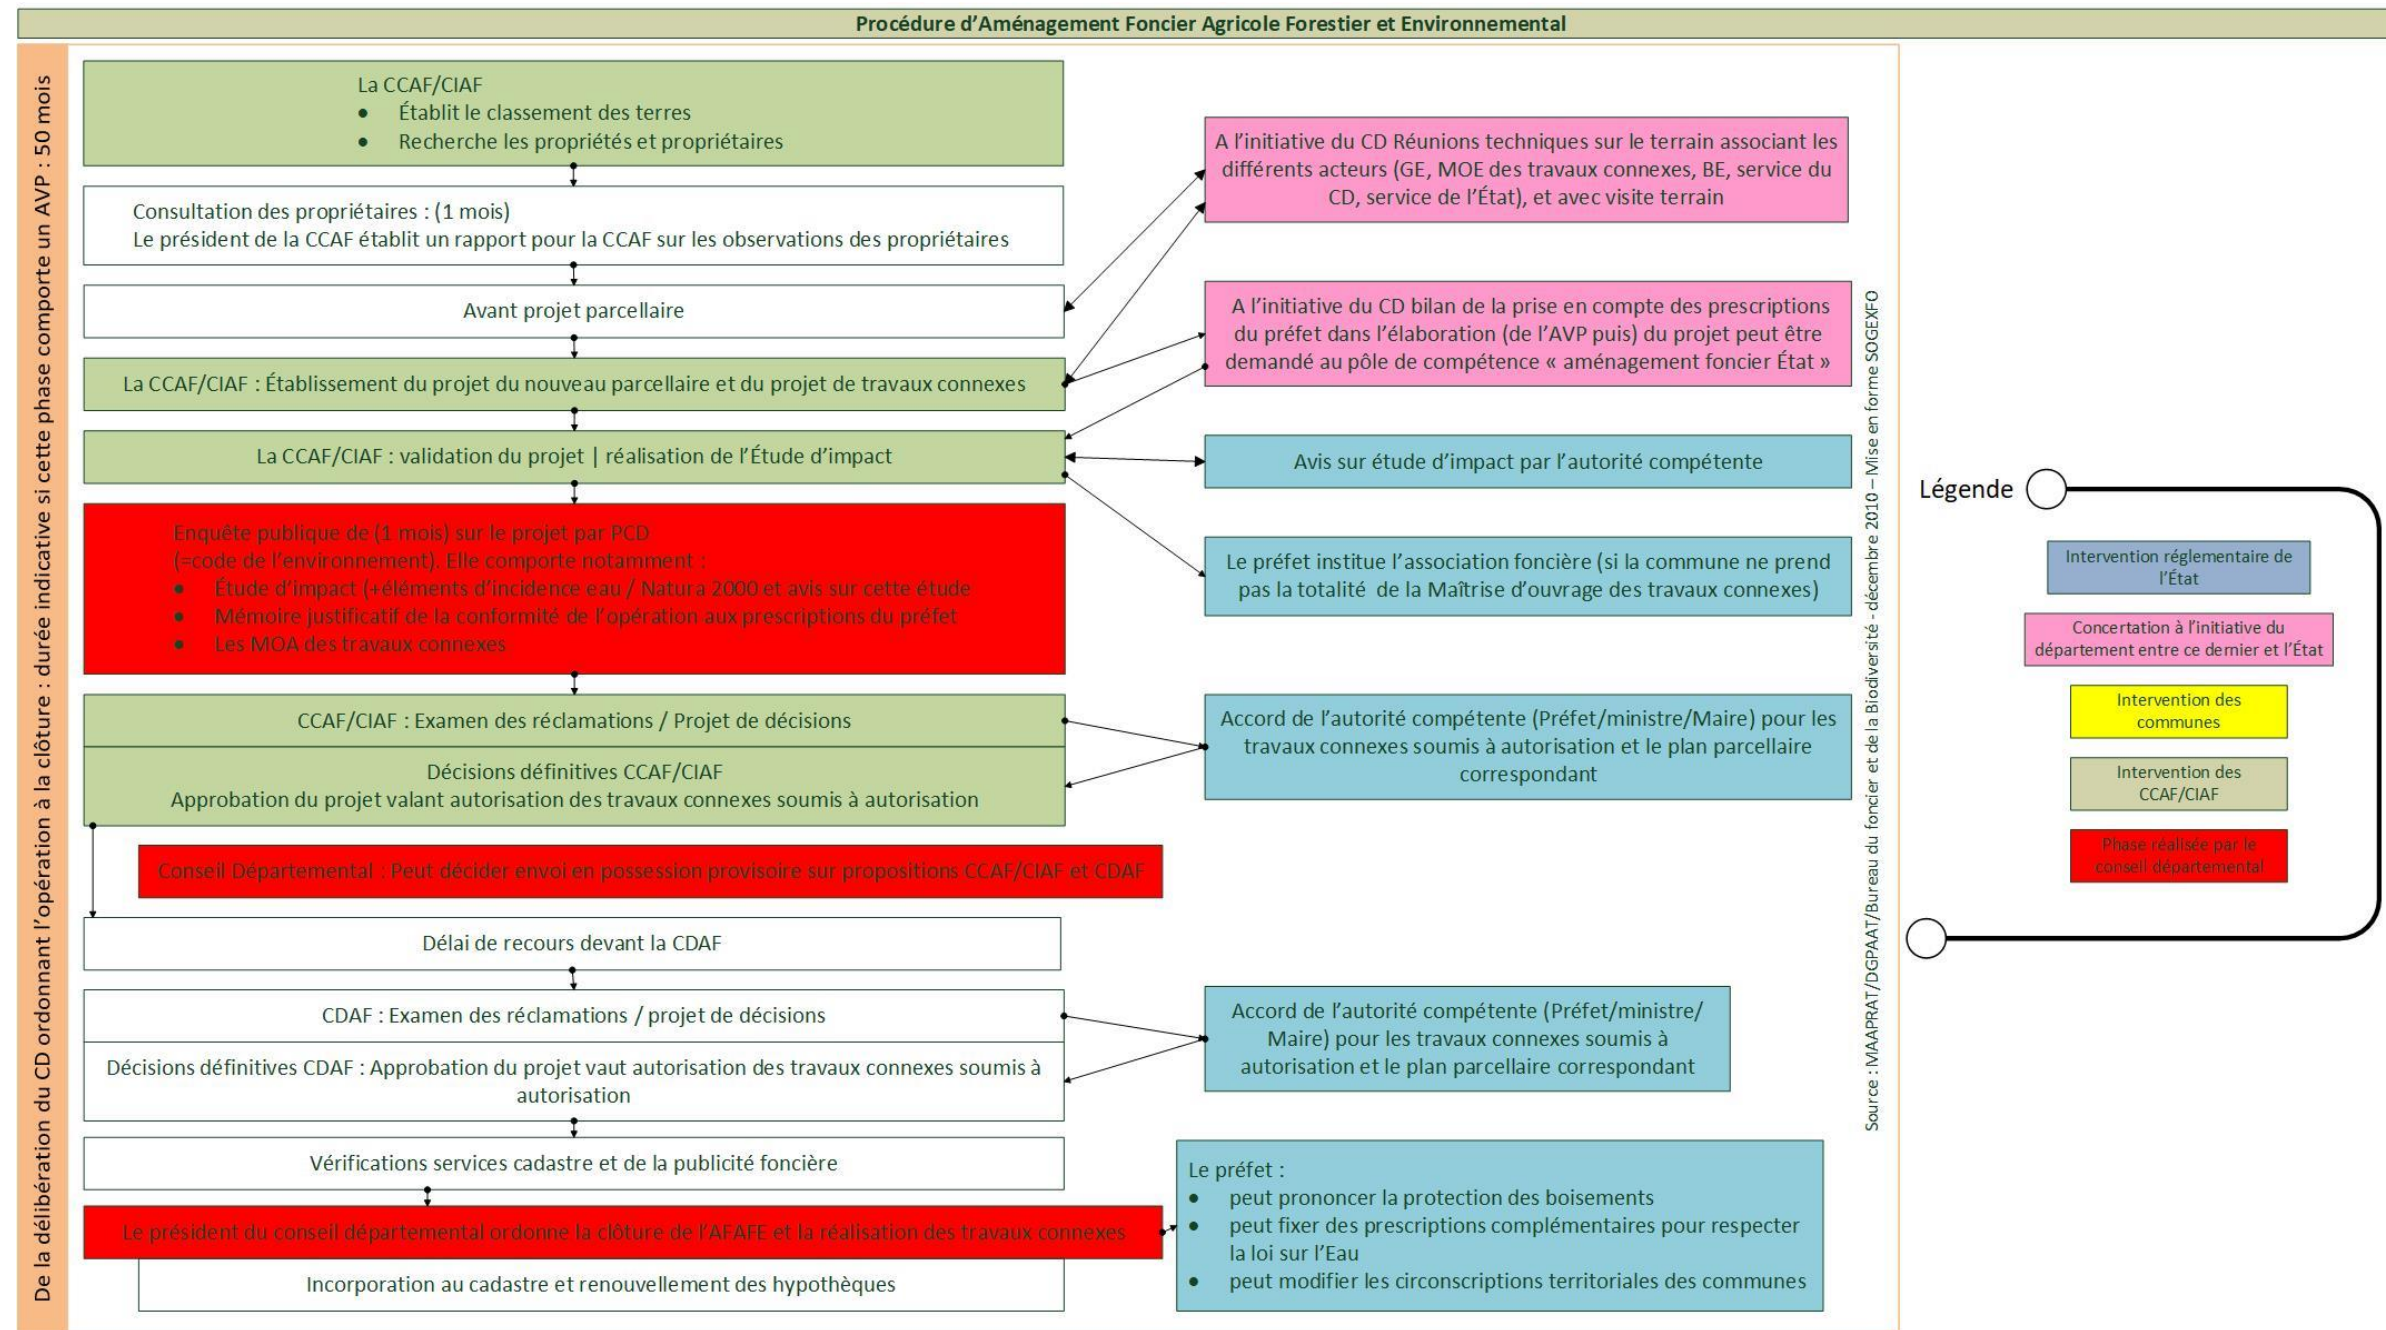 Procédure d’Aménagement Foncier Agricole Forestier et Environnemental
De la délibération du CD ordonnant l’opération à la clôture : durée indicative si cette phase comporte un AVP : 50 mois
La CCAF/CIAF
• Établit le classement des terres
• Recherche les propriétés et propriétaires
Consultation des propriétaires : (1 mois)
Le président de la CCAF établit un rapport pour la CCAF sur les observations des propriétaires
Avant projet parcellaire
La CCAF/CIAF : Établissement du projet du nouveau parcellaire et du projet de travaux connexes
La CCAF/CIAF : validation du projet | réalisation de l’Étude d’impact
Enquête publique de (1 mois) sur le projet par PCD
(=code de l’environnement). Elle comporte notamment :
• Étude d’impact (+éléments d’incidence eau / Natura 2000 et avis sur cette étude
• Mémoire justificatif de la conformité de l’opération aux prescriptions du préfet
• Les MOA des travaux connexes
CCAF/CIAF : Examen des réclamations / Projet de décisions
Décisions définitives CCAF/CIAF
Approbation du projet valant autorisation des travaux connexes soumis à autorisation
Conseil Départemental : Peut décider envoi en possession provisoire sur propositions CCAF/CIAF et CDAF
Délai de recours devant la CDAF
CDAF : Examen des réclamations / projet de décisions
Décisions définitives CDAF : Approbation du projet vaut autorisation des travaux connexes soumis à
autorisation
Vérifications services cadastre et de la publicité foncière
Le président du conseil départemental ordonne la clôture de l’AFAFE et la réalisation des travaux connexes
Incorporation au cadastre et renouvellement des hypothèques
A l’initiative du CD Réunions techniques sur le terrain associant les
différents acteurs (GE, MOE des travaux connexes, BE, service du
CD, service de l’État), et avec visite terrain
A l’initiative du CD bilan de la prise en compte des prescriptions
du préfet dans l’élaboration (de l’AVP puis) du projet peut être
demandé au pôle de compétence « aménagement foncier État »
Avis sur étude d’impact par l’autorité compétente
Le préfet institue l’association foncière (si la commune ne prend
pas la totalité de la Maîtrise d’ouvrage des travaux connexes)
Accord de l’autorité compétente (Préfet/ministre/Maire) pour les
travaux connexes soumis à autorisation et le plan parcellaire
correspondant
Accord de l’autorité compétente (Préfet/ministre/
Maire) pour les travaux connexes soumis à
autorisation et le plan parcellaire correspondant
Le préfet :
• peut prononcer la protection des boisements
• peut fixer des prescriptions complémentaires pour respecter
la loi sur l’Eau
• peut modifier les circonscriptions territoriales des communes
Source : MAAPRAT/DGPAAT/Bureau du foncier et de la Biodiversité - décembre 2010 – Mise en forme SOGEXFO
Légende
Intervention réglementaire de
l’État
Concertation à l’initiative du
département entre ce dernier et l’État
Intervention des
communes
Intervention des
CCAF/CIAF
Phase réalisée par le
conseil départemental